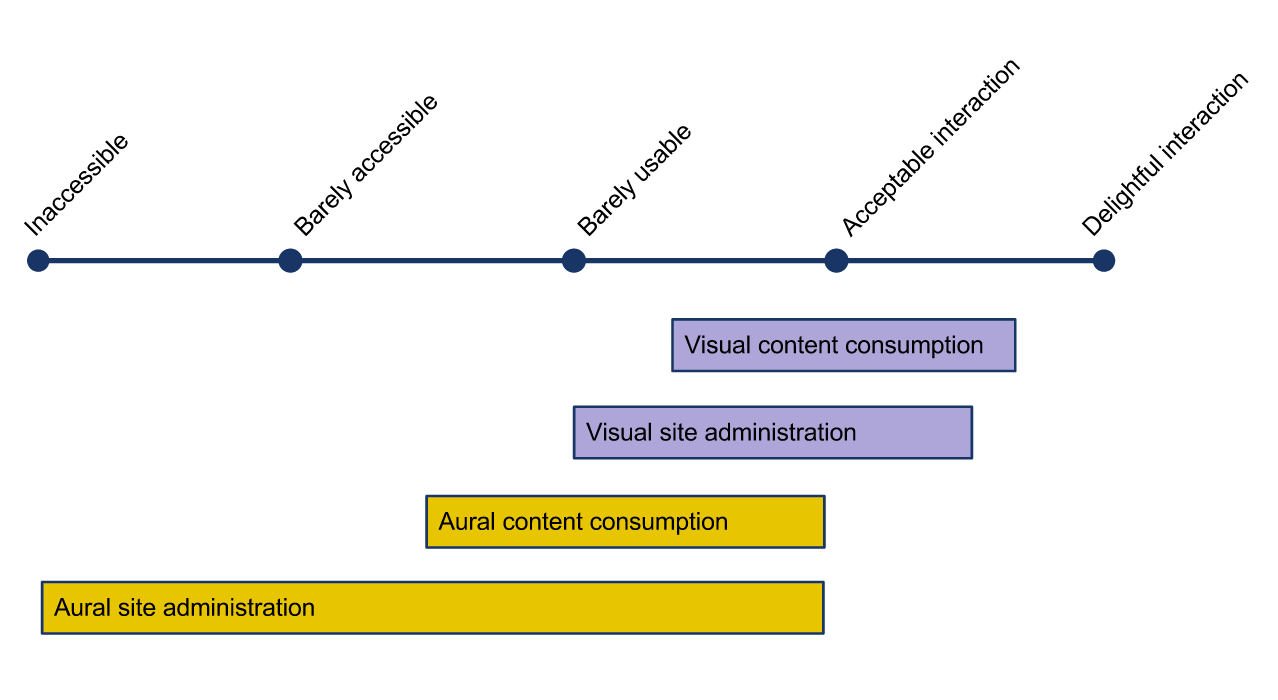 Inaccessible
Barely accessible
Barely usable
Acceptable interaction
Delightful interaction
Visual content consumption
Visual site administration
Aural content consumption
Aural site administration